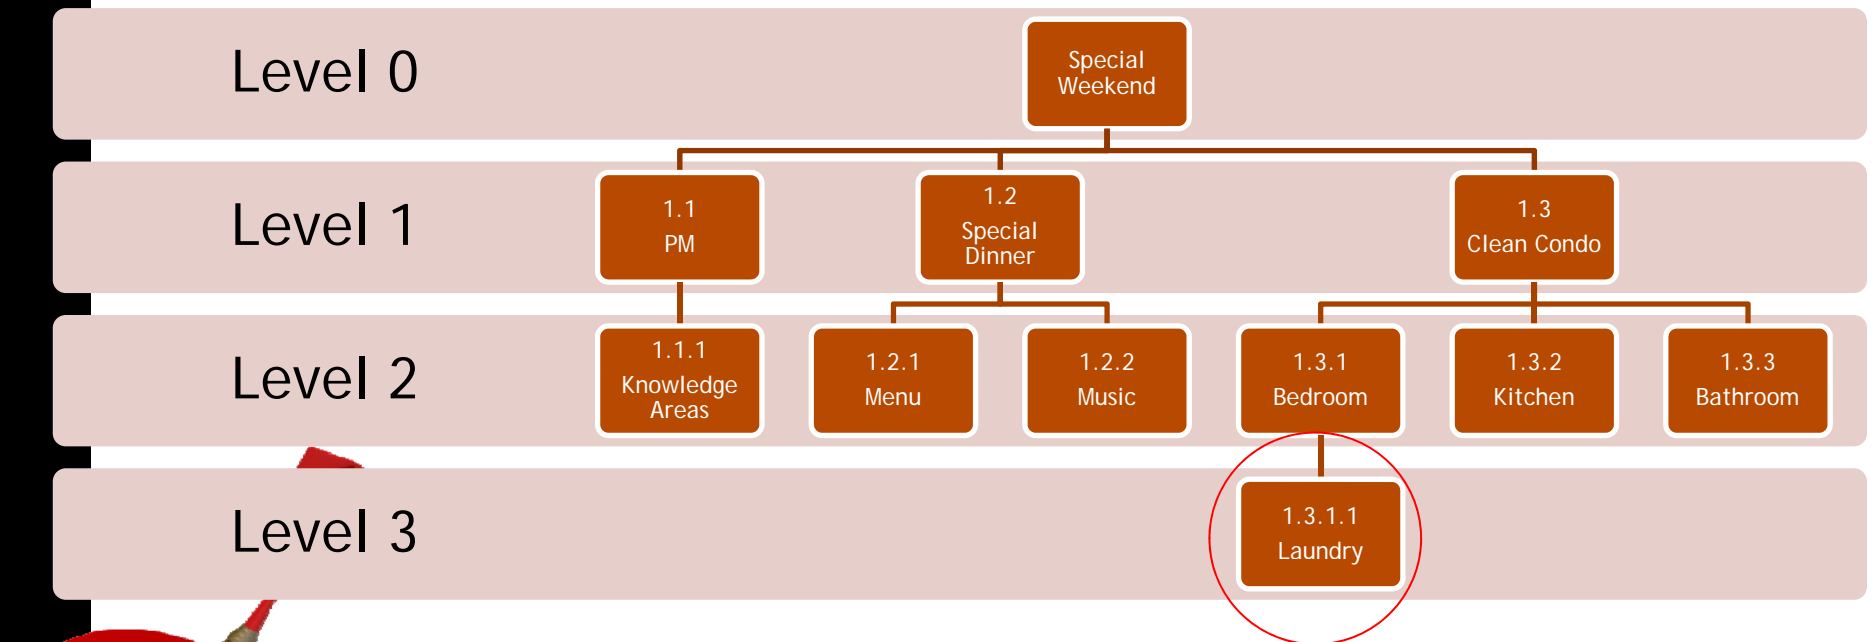 Level 0
Special
Weekend
Level 1
1.1
PM
1.2
Special
Dinner
1.3
Clean Condo
Level 2
1.1.1
Knowledge
Areas
1.2.1
Menu
1.2.2
Music
1.3.1
Bedroom
1.3.2
Kitchen
1.3.3
Bathroom
Level 3
1.3.1.1
Laundry